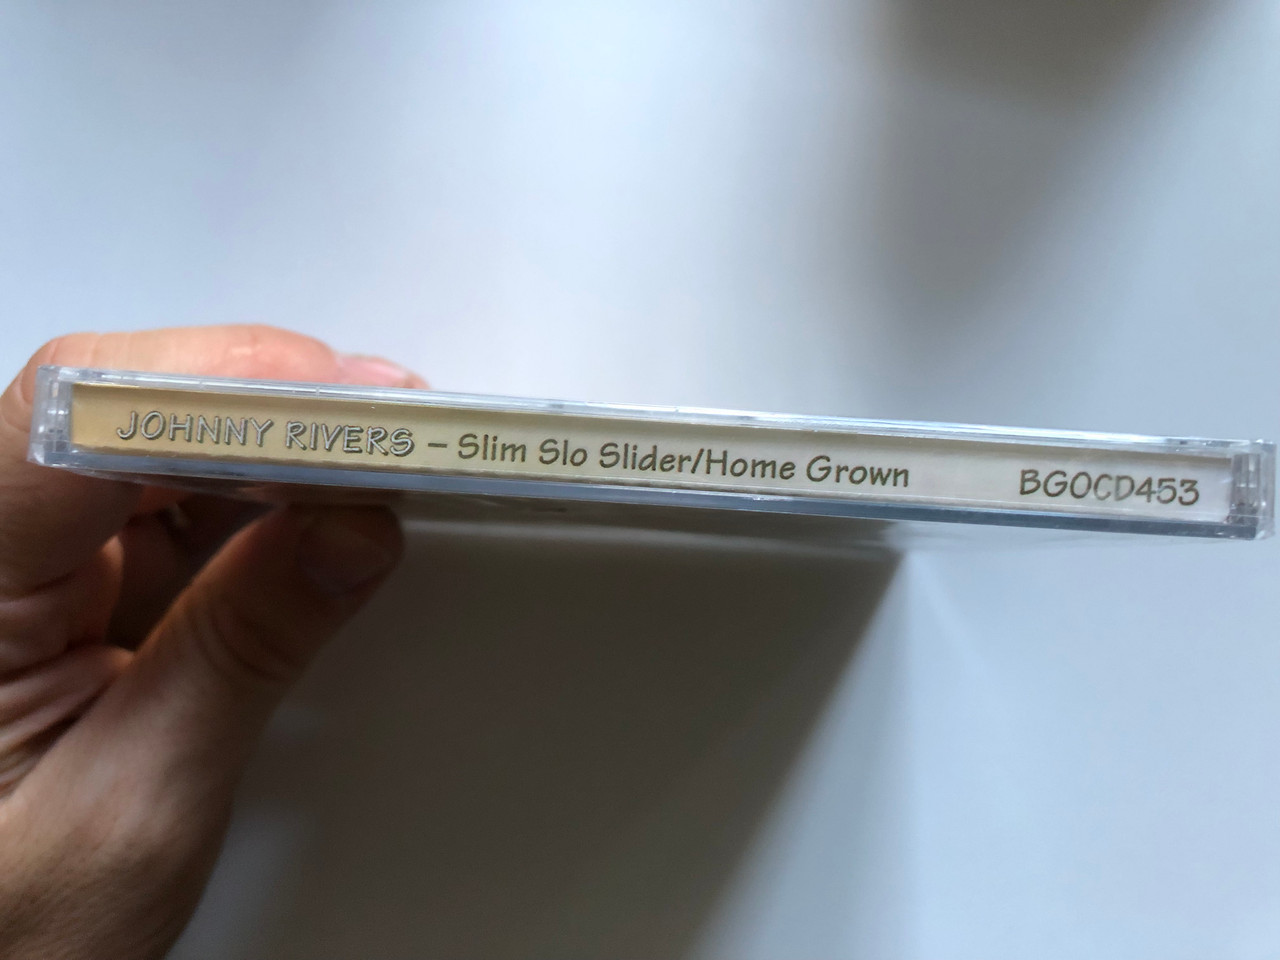 JOHNNY RIVERS – Slim Slo Slider/Home Grown BGOCD453